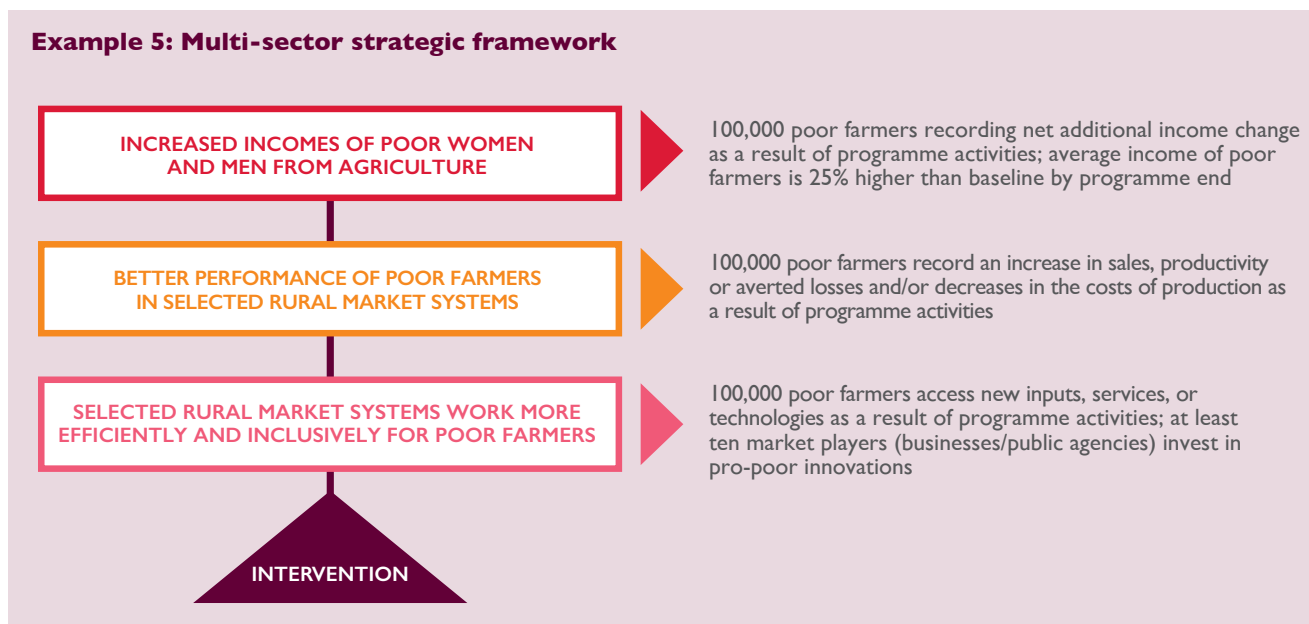 Example 5: Multi-sector strategic framework
INCREASED INCOMES OF POOR WOMEN
AND MEN FROM AGRICULTURE
100,000 poor farmers recording net additional income change
as a result of programme activities; average income of poor
farmers is 25% higher than baseline by programme end
BETTER PERFORMANCE OF POOR FARMERS
IN SELECTED RURAL MARKET SYSTEMS
100,000 poor farmers record an increase in sales, productivity
or averted losses and/or decreases in the costs of production as
a result of programme activities
SELECTED RURAL MARKET SYSTEMS WORK MORE
EFFICIENTLY AND INCLUSIVELY FOR POOR FARMERS
100,000 poor farmers access new inputs, services, or
technologies as a result of programme activities; at least
ten market players (businesses/public agencies) invest in
pro-poor innovations
INTERVENTION